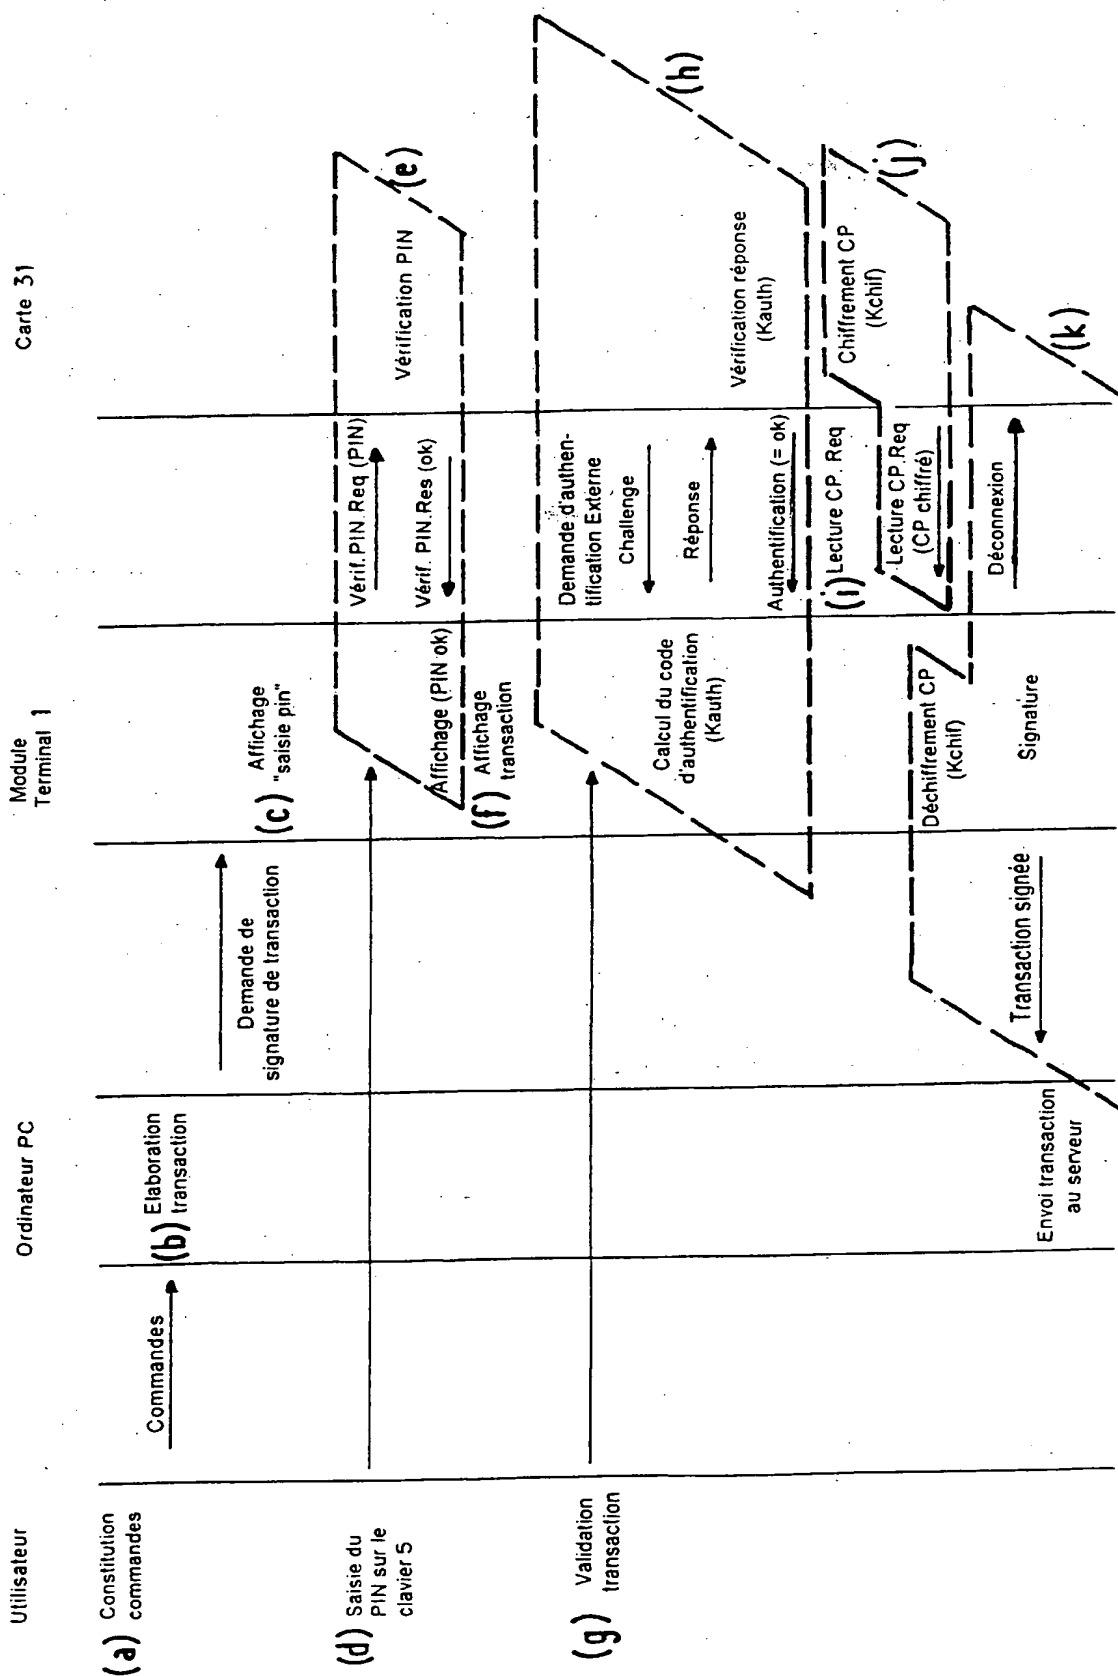 Utilisateur
Ordinateur PC
Module
Terminal 1
Carte 31
(a) Constitution
commandes
Commandes
(b) Elaboration
transaction
Demande de
signature de transaction
(c) Affichage
"saisie pin"
(d) Saisie du
PIN sur le
clavier 5
Vérif.PIN.Req (PIN)
Vérification PIN
(e)
Vérif. PIN.Res (ok)
Affichage (PIN ok)
(f) Affichage
transaction
(g) Validation
transaction
Demande d'authen-
tification Externe
Challenge
(h)
Calcul du code
d'authentification
(Kauth)
Réponse
Vérification réponse
(Kauth)
Authentification (= ok)
(i) Lecture CP. Req
Chiffrement CP
(Kchif)
(j)
Lecture CP.Req
(CP chiffré)
Déchiffrement CP
(Kchif)
Déconnexion
(k)
Signature
Transaction signée
Envoi transaction
au serveur